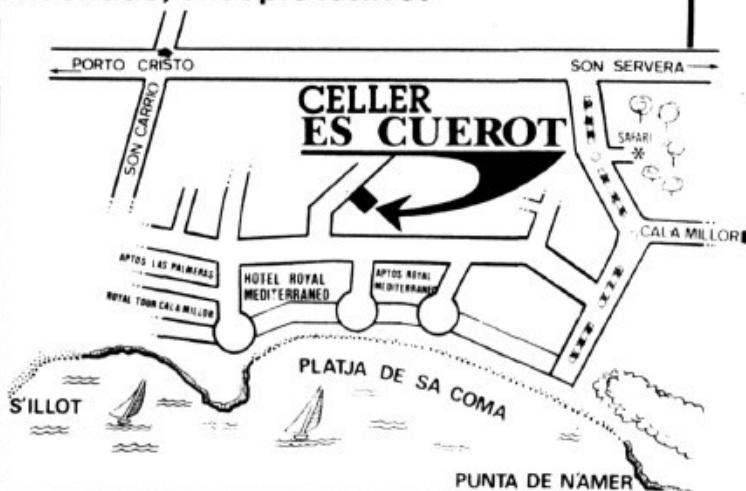 PORTO CRISTO
SON SERVERA
SON CARRIO
CELLER
ES CUEROT
SAFARI
CALA MILLOR
APTOS LAS PALMERAS
ROYAL TOUR CALA MILLOR
HOTEL ROYAL
MEDITERRANEO
APTOS ROYAL
MEDITERRANEO
PLATJA DE SA COMA
S'ILLOT
PUNTA DE N'AMER